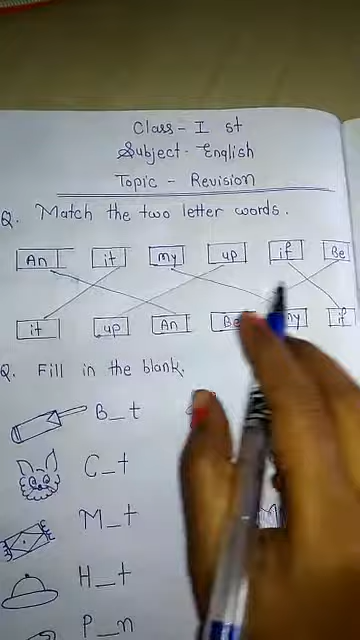 Class - I st
Subject - English
Topic - Revision
Q. Match the two letter words.
An it my up if Be
it up An Be my if
Q. Fill in the blank.
B_t
C_t
M_t
H_t
P_n